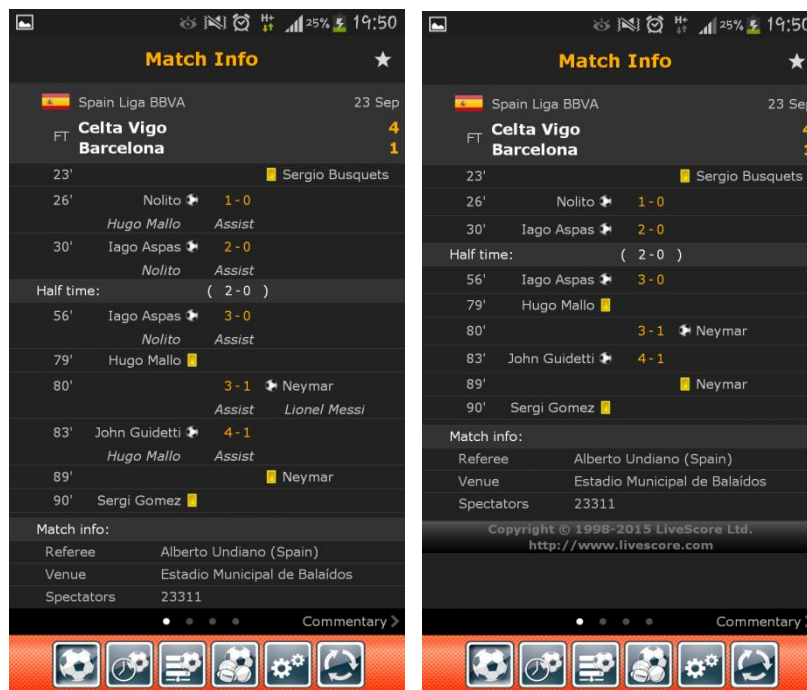 H+
25%
19:50
Match Info
Spain Liga BBVA 23 Sep
FT Celta Vigo 4
Barcelona 1
23' Sergio Busquets
26' Nolito 1 - 0
Hugo Mallo Assist
30' Iago Aspas 2 - 0
Nolito Assist
Half time: ( 2-0 )
56' Iago Aspas 3 - 0
Nolito Assist
79' Hugo Mallo
80' 3 - 1 Neymar
Assist Lionel Messi
83' John Guidetti 4 - 1
Hugo Mallo Assist
89' Neymar
90' Sergi Gomez
Match info:
Referee Alberto Undiano (Spain)
Venue Estadio Municipal de Balaídos
Spectators 23311
Commentary >
H+
25%
19:50
Match Info
Spain Liga BBVA 23 Sep
FT Celta Vigo 4
Barcelona 1
23' Sergio Busquets
26' Nolito 1 - 0
30' Iago Aspas 2 - 0
Half time: ( 2-0 )
56' Iago Aspas 3 - 0
79' Hugo Mallo
80' 3 - 1 Neymar
83' John Guidetti 4 - 1
89' Neymar
90' Sergi Gomez
Match info:
Referee Alberto Undiano (Spain)
Venue Estadio Municipal de Balaídos
Spectators 23311
Copyright © 1998-2015 LiveScore Ltd.
http://www.livescore.com
Commentary >